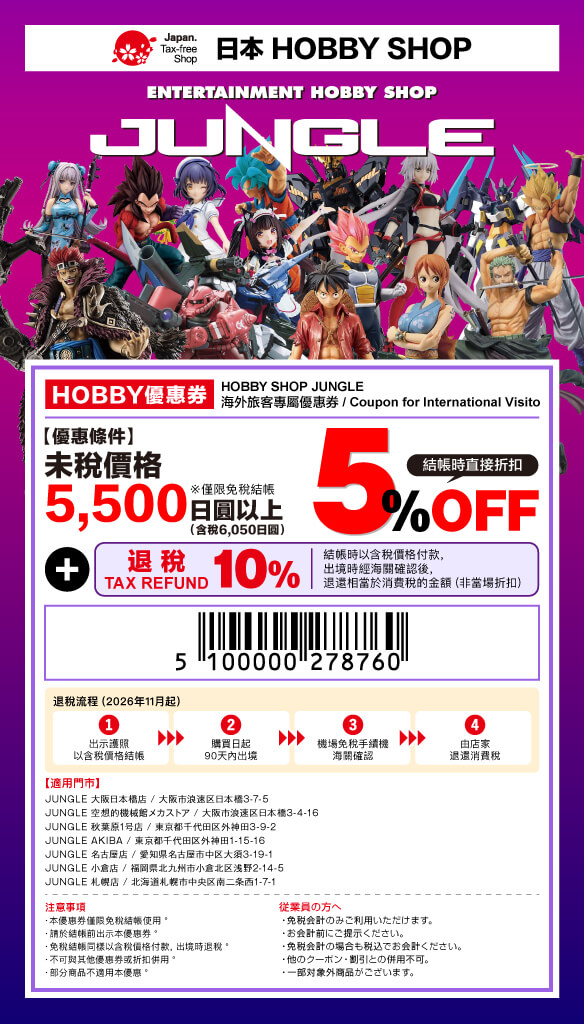 Japan.
Tax-free
Shop
日本 HOBBY SHOP
ENTERTAINMENT HOBBY SHOP
JUNGLE
HOBBY優惠券
HOBBY SHOP JUNGLE
海外旅客專屬優惠券 / Coupon for International Visito
【優惠條件】
未稅價格
5,500日圓以上
※僅限免稅結帳
(含稅6,050日圓)
5%OFF
結帳時直接折扣
+
退稅
TAX REFUND
10%
結帳時以含稅價格付款,
出境時經海關確認後,
退還相當於消費稅的金額 (非當場折扣)
5 100000 278760
退稅流程 (2026年11月起)
1
出示護照
以含稅價格結帳
2
購買日起
90天內出境
3
機場免稅手續機
海關確認
4
由店家
退還消費稅
【適用門市】
JUNGLE 大阪日本橋店 / 大阪市浪速区日本橋3-7-5
JUNGLE 空想的機械館メカストア / 大阪市浪速区日本橋3-4-16
JUNGLE 秋葉原1号店 / 東京都千代田区外神田3-9-2
JUNGLE AKIBA / 東京都千代田区外神田1-15-16
JUNGLE 名古屋店 / 愛知県名古屋市中区大須3-19-1
JUNGLE 小倉店 / 福岡県北九州市小倉北区浅野2-14-5
JUNGLE 札幌店 / 北海道札幌市中央区南二条西1-7-1
注意事項
·本優惠券僅限免稅結帳使用。
·請於結帳前出示本優惠券。
·免稅結帳同樣以含稅價格付款, 出境時退稅。
·不可與其他優惠券或折扣併用。
·部分商品不適用本優惠。
従業員の方へ
·免税会計のみご利用いただけます。
·お会計前にご提示ください。
·免税会計の場合も税込でお会計ください。
·他のクーポン·割引との併用不可。
·一部対象外商品がございます。